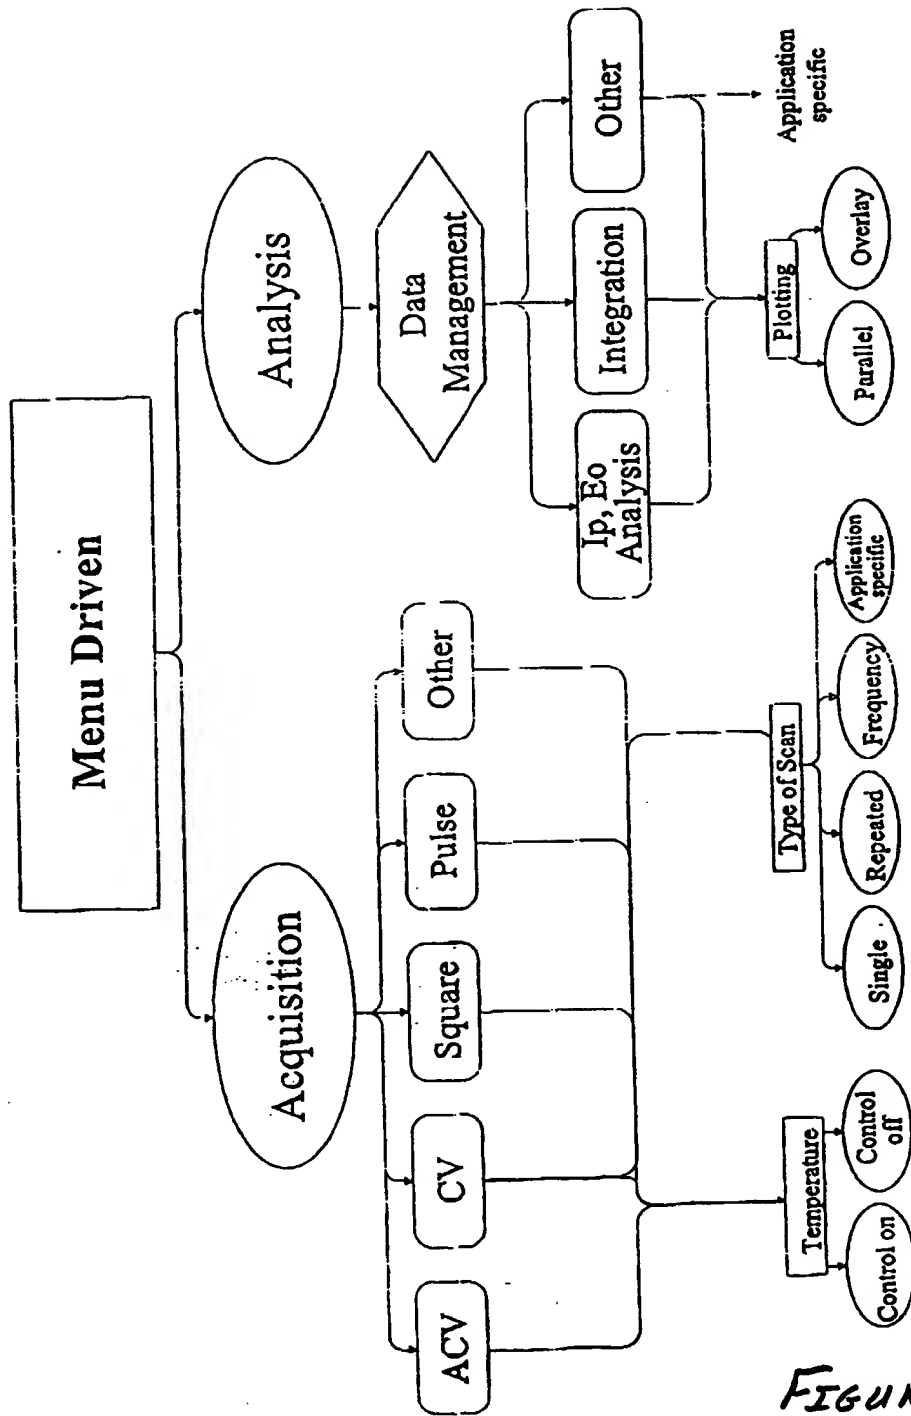 Menu Driven
Acquisition
Analysis
ACV
CV
Square
Pulse
Other
Data
Management
Ip, Eo
Analysis
Integration
Other
Temperature
Control on
Control
off
Type of Scan
Single
Repeated
Frequency
Application
specific
Plotting
Parallel
Overlay
Application
specific